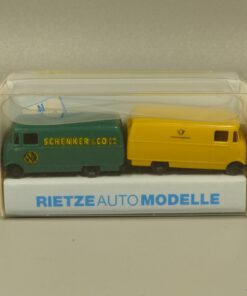 SCHENKER & CO
RIETZE AUTO MODELLE